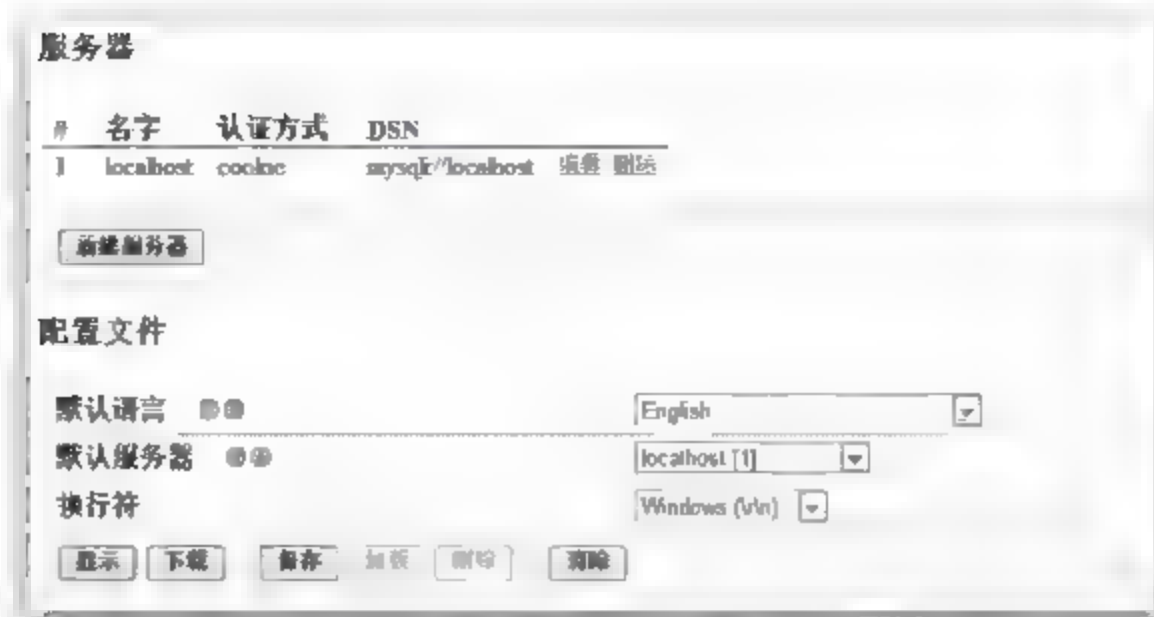 服务器
# 名字 认证方式 DSN
1 localhost cookie mysqli://localhost 编辑 删除
新建服务器
配置文件
默认语言 English
默认服务器 localhost [1]
换行符 Windows (\r\n)
显示 下载 保存 加载 删除 清除